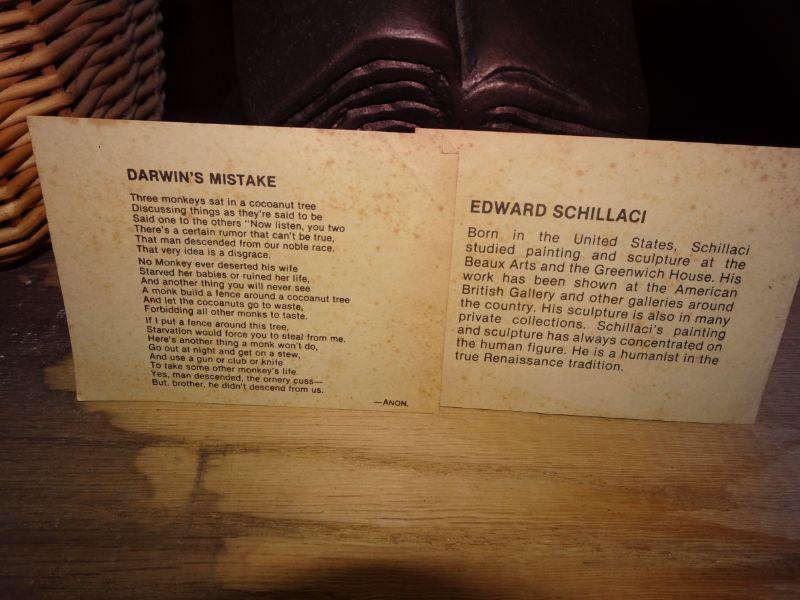 DARWIN'S MISTAKE
Three monkeys sat in a cocoanut tree
Discussing things as they're said to be
Said one to the others "Now listen, you two
There's a certain rumor that can't be true,
That man descended from our noble race.
That very idea is a disgrace.
No Monkey ever deserted his wife
Starved her babies or ruined her life,
And another thing you will never see
A monk build a fence around a cocoanut tree
And let the cocoanuts go to waste,
Forbidding all other monks to taste.
If I put a fence around this tree,
Starvation would force you to steal from me.
Here's another thing a monk won't do,
Go out at night and get on a stew,
And use a gun or club or knife
To take some other monkey's life.
Yes, man descended, the ornery cuss—
But, brother, he didn't descend from us.
—ANON.
EDWARD SCHILLACI
Born in the United States, Schillaci
studied painting and sculpture at the
Beaux Arts and the Greenwich House. His
work has been shown at the American
British Gallery and other galleries around
the country. His sculpture is also in many
private collections. Schillaci's painting
and sculpture has always concentrated on
the human figure. He is a humanist in the
true Renaissance tradition.